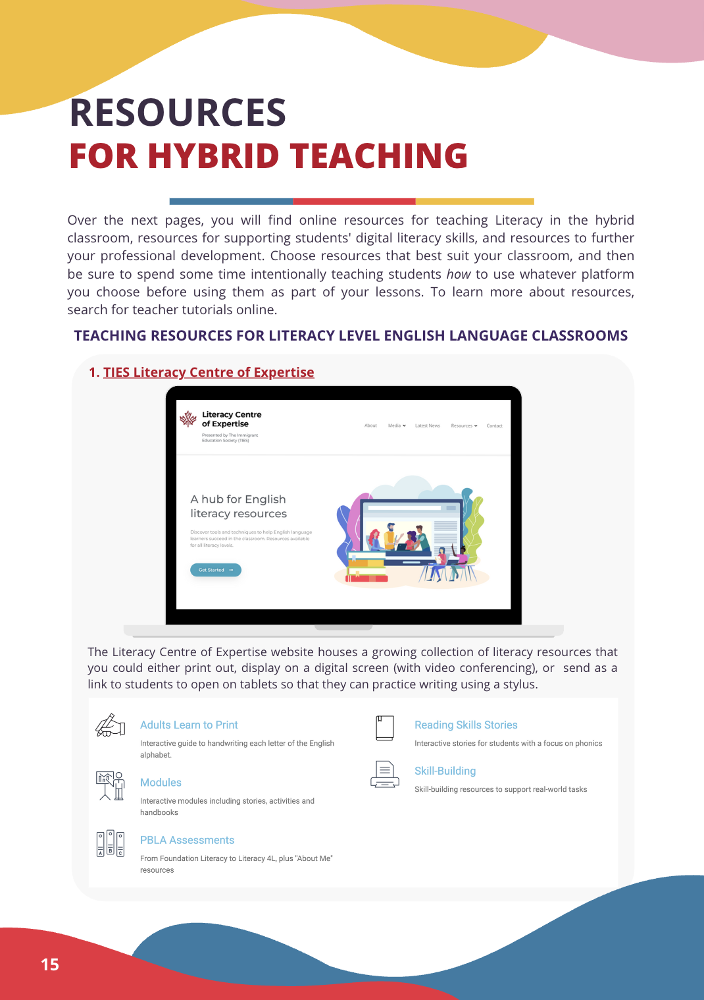 RESOURCES
FOR HYBRID TEACHING
Over the next pages, you will find online resources for teaching Literacy in the hybrid
classroom, resources for supporting students' digital literacy skills, and resources to further
your professional development. Choose resources that best suit your classroom, and then
be sure to spend some time intentionally teaching students how to use whatever platform
you choose before using them as part of your lessons. To learn more about resources,
search for teacher tutorials online.
TEACHING RESOURCES FOR LITERACY LEVEL ENGLISH LANGUAGE CLASSROOMS
1. TIES Literacy Centre of Expertise
Literacy Centre
of Expertise
Presented by The Immigrant
Education Society (TIES)
About Media Latest News Resources Contact
A hub for English
literacy resources
Discover tools and techniques to help English language
learners succeed in the classroom. Resources available
for all literacy levels.
Get Started →
The Literacy Centre of Expertise website houses a growing collection of literacy resources that
you could either print out, display on a digital screen (with video conferencing), or send as a
link to students to open on tablets so that they can practice writing using a stylus.
Adults Learn to Print
Interactive guide to handwriting each letter of the English
alphabet.
Modules
Interactive modules including stories, activities and
handbooks
A B C
PBLA Assessments
From Foundation Literacy to Literacy 4L, plus "About Me"
resources
Reading Skills Stories
Interactive stories for students with a focus on phonics
Skill-Building
Skill-building resources to support real-world tasks
15